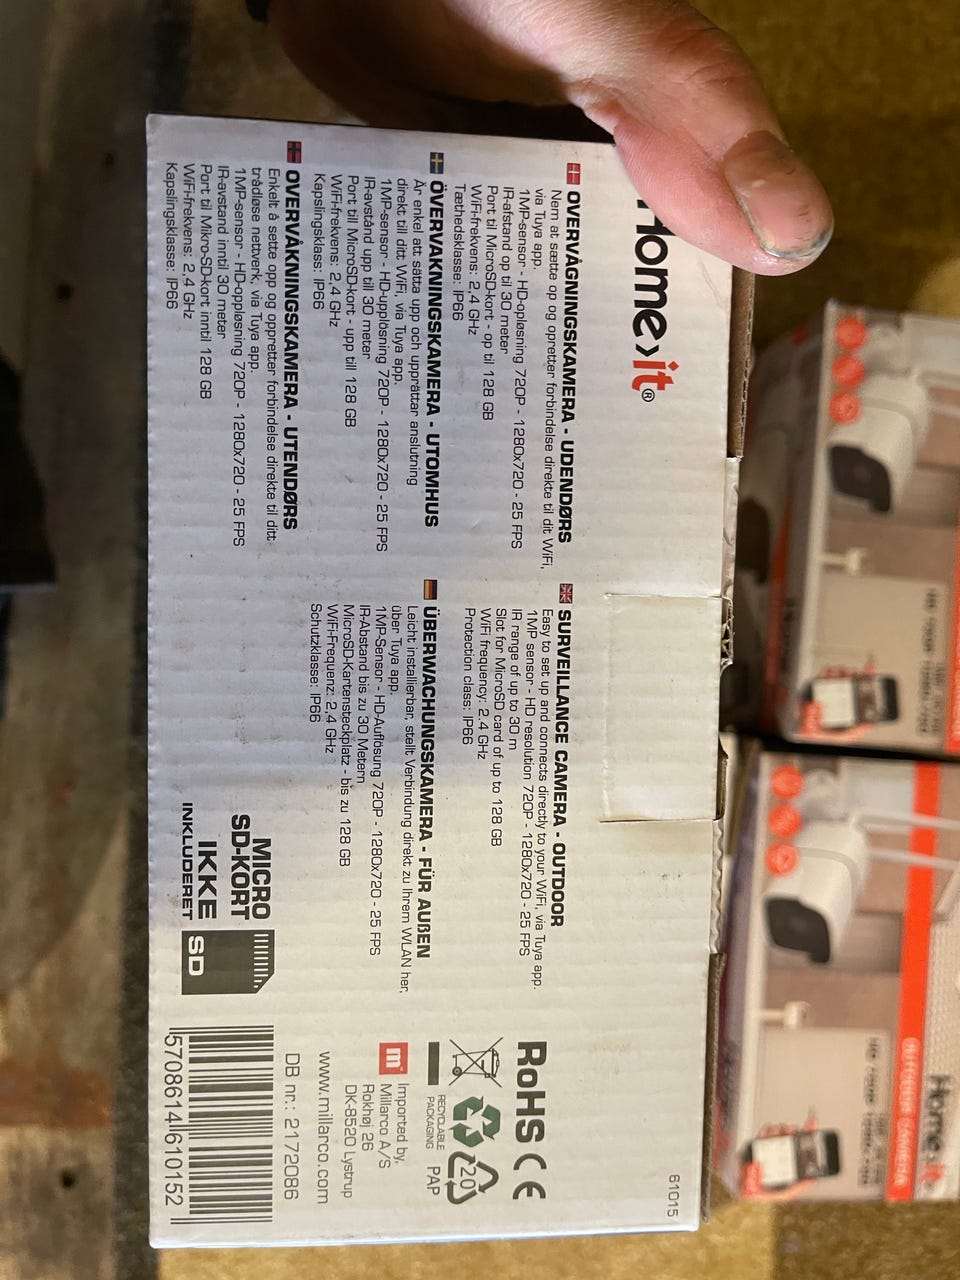 Home>it®
OVERVÅGNINGSKAMERA - UDENDØRS
Nem at sætte op og opretter forbindelse direkte til dit WiFi,
via Tuya app.
1MP-sensor - HD-opløsning 720P - 1280x720 - 25 FPS
IR-afstand op til 30 meter
Port til MicroSD-kort - op til 128 GB
WiFi-frekvens: 2,4 GHz
Tæthedsklasse: IP66
ÖVERVAKNINGSKAMERA - UTOMHUS
Är enkel att sätta upp och upprättar anslutning
direkt till ditt WiFi, via Tuya app.
1MP-sensor - HD-upplösning 720P - 1280x720 - 25 FPS
IR-avstånd upp till 30 meter
Port till MicroSD-kort - upp till 128 GB
WiFi-frekvens: 2,4 GHz
Kapslingsklass: IP66
OVERVÅKNINGSKAMERA - UTENDØRS
Enkelt å sette opp og oppretter forbindelse direkte til ditt
trådløse nettverk, via Tuya app.
1MP-sensor - HD-oppløsning 720P - 1280x720 - 25 FPS
IR-avstand inntil 30 meter
Port til Mikro-SD-kort inntil 128 GB
WiFi-frekvens: 2,4 GHz
Kapslingsklasse: IP66
SURVEILLANCE CAMERA - OUTDOOR
Easy to set up and connects directly to your WiFi, via Tuya app.
1MP sensor - HD resolution 720P - 1280x720 - 25 FPS
IR range of up to 30 m
Slot for MicroSD card of up to 128 GB
WiFi frequency: 2.4 GHz
Protection class: IP66
ÜBERWACHUNGSKAMERA - FÜR AUßEN
Leicht installierbar, stellt Verbindung direkt zu Ihrem WLAN her,
über Tuya app.
1MP-Sensor - HD-Auflösung 720P - 1280x720 - 25 FPS
IR-Abstand bis zu 30 Metern
MicroSD-Kartensteckplatz - bis zu 128 GB
WiFi-Frequenz: 2,4 GHz
Schutzklasse: IP66
MICRO
SD-KORT
IKKE
INKLUDERET
SD
61015
RoHS CE
RECYCLABLE
PACKAGING
20
PAP
m
Imported by,
Millarco A/S
Rokhøj 26
DK-8520 Lystrup
www.millarco.com
DB nr.: 2172086
5708614610152
Home>it
OUTDOOR CAMERA